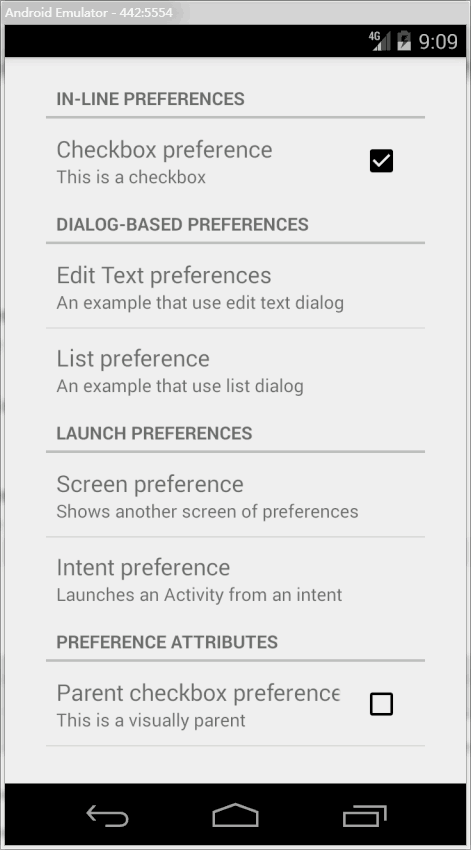 Android Emulator - 442:5554
4G
9:09
IN-LINE PREFERENCES
Checkbox preference
This is a checkbox
DIALOG-BASED PREFERENCES
Edit Text preferences
An example that use edit text dialog
List preference
An example that use list dialog
LAUNCH PREFERENCES
Screen preference
Shows another screen of preferences
Intent preference
Launches an Activity from an intent
PREFERENCE ATTRIBUTES
Parent checkbox preference
This is a visually parent